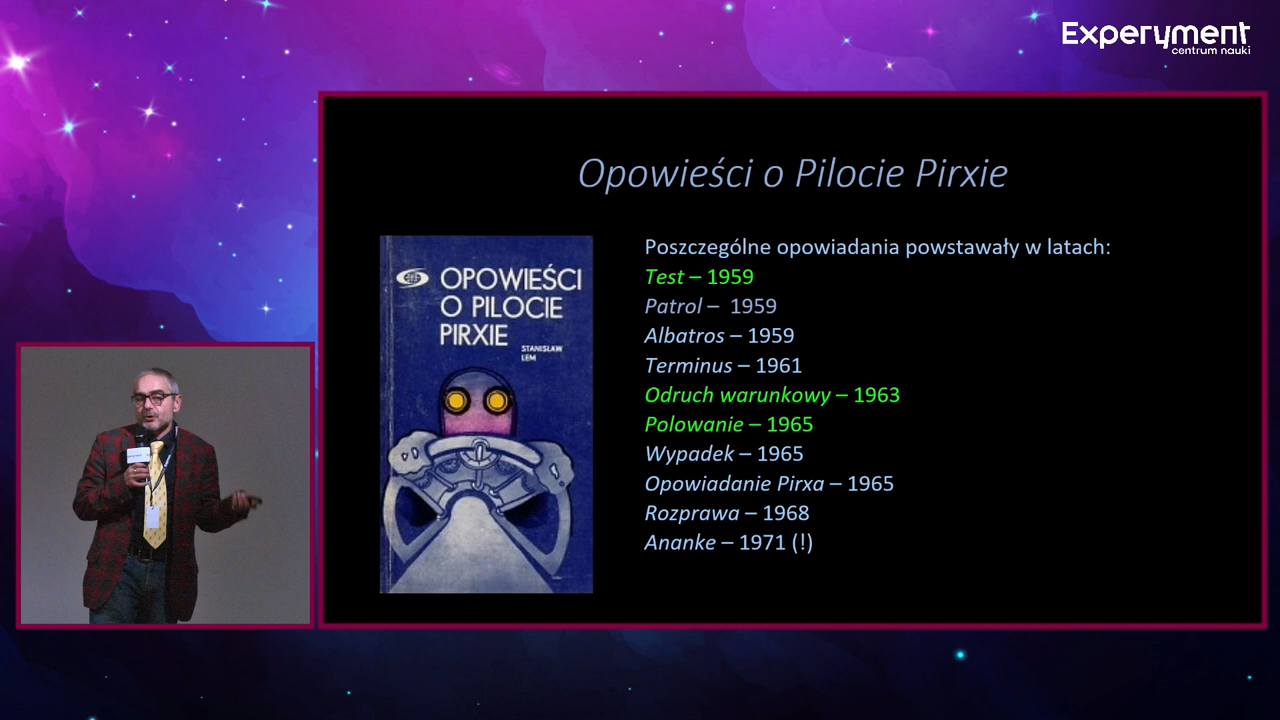 Experyment
centrum nauki
Opowieści o Pilocie Pirxie
OPOWIEŚCI
O PILOCIE
PIRXIE
STANISŁAW
LEM
Poszczególne opowiadania powstawały w latach:
Test – 1959
Patrol – 1959
Albatros – 1959
Terminus – 1961
Odruch warunkowy – 1963
Polowanie – 1965
Wypadek – 1965
Opowiadanie Pirxa – 1965
Rozprawa – 1968
Ananke – 1971 (!)